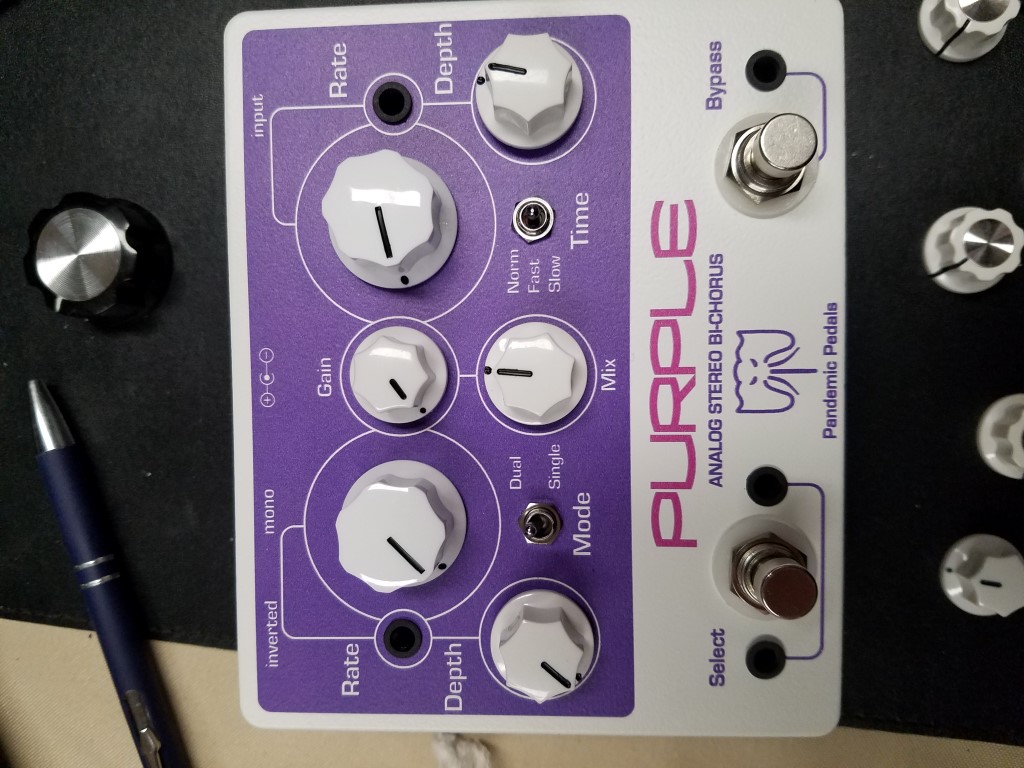 inverted
mono
input
Gain
Rate
Rate
Depth
Depth
Dual
Single
Mode
Mix
Norm
Fast
Slow
Time
PURPLE
ANALOG STEREO BI-CHORUS
Select
Bypass
Pandemic Pedals